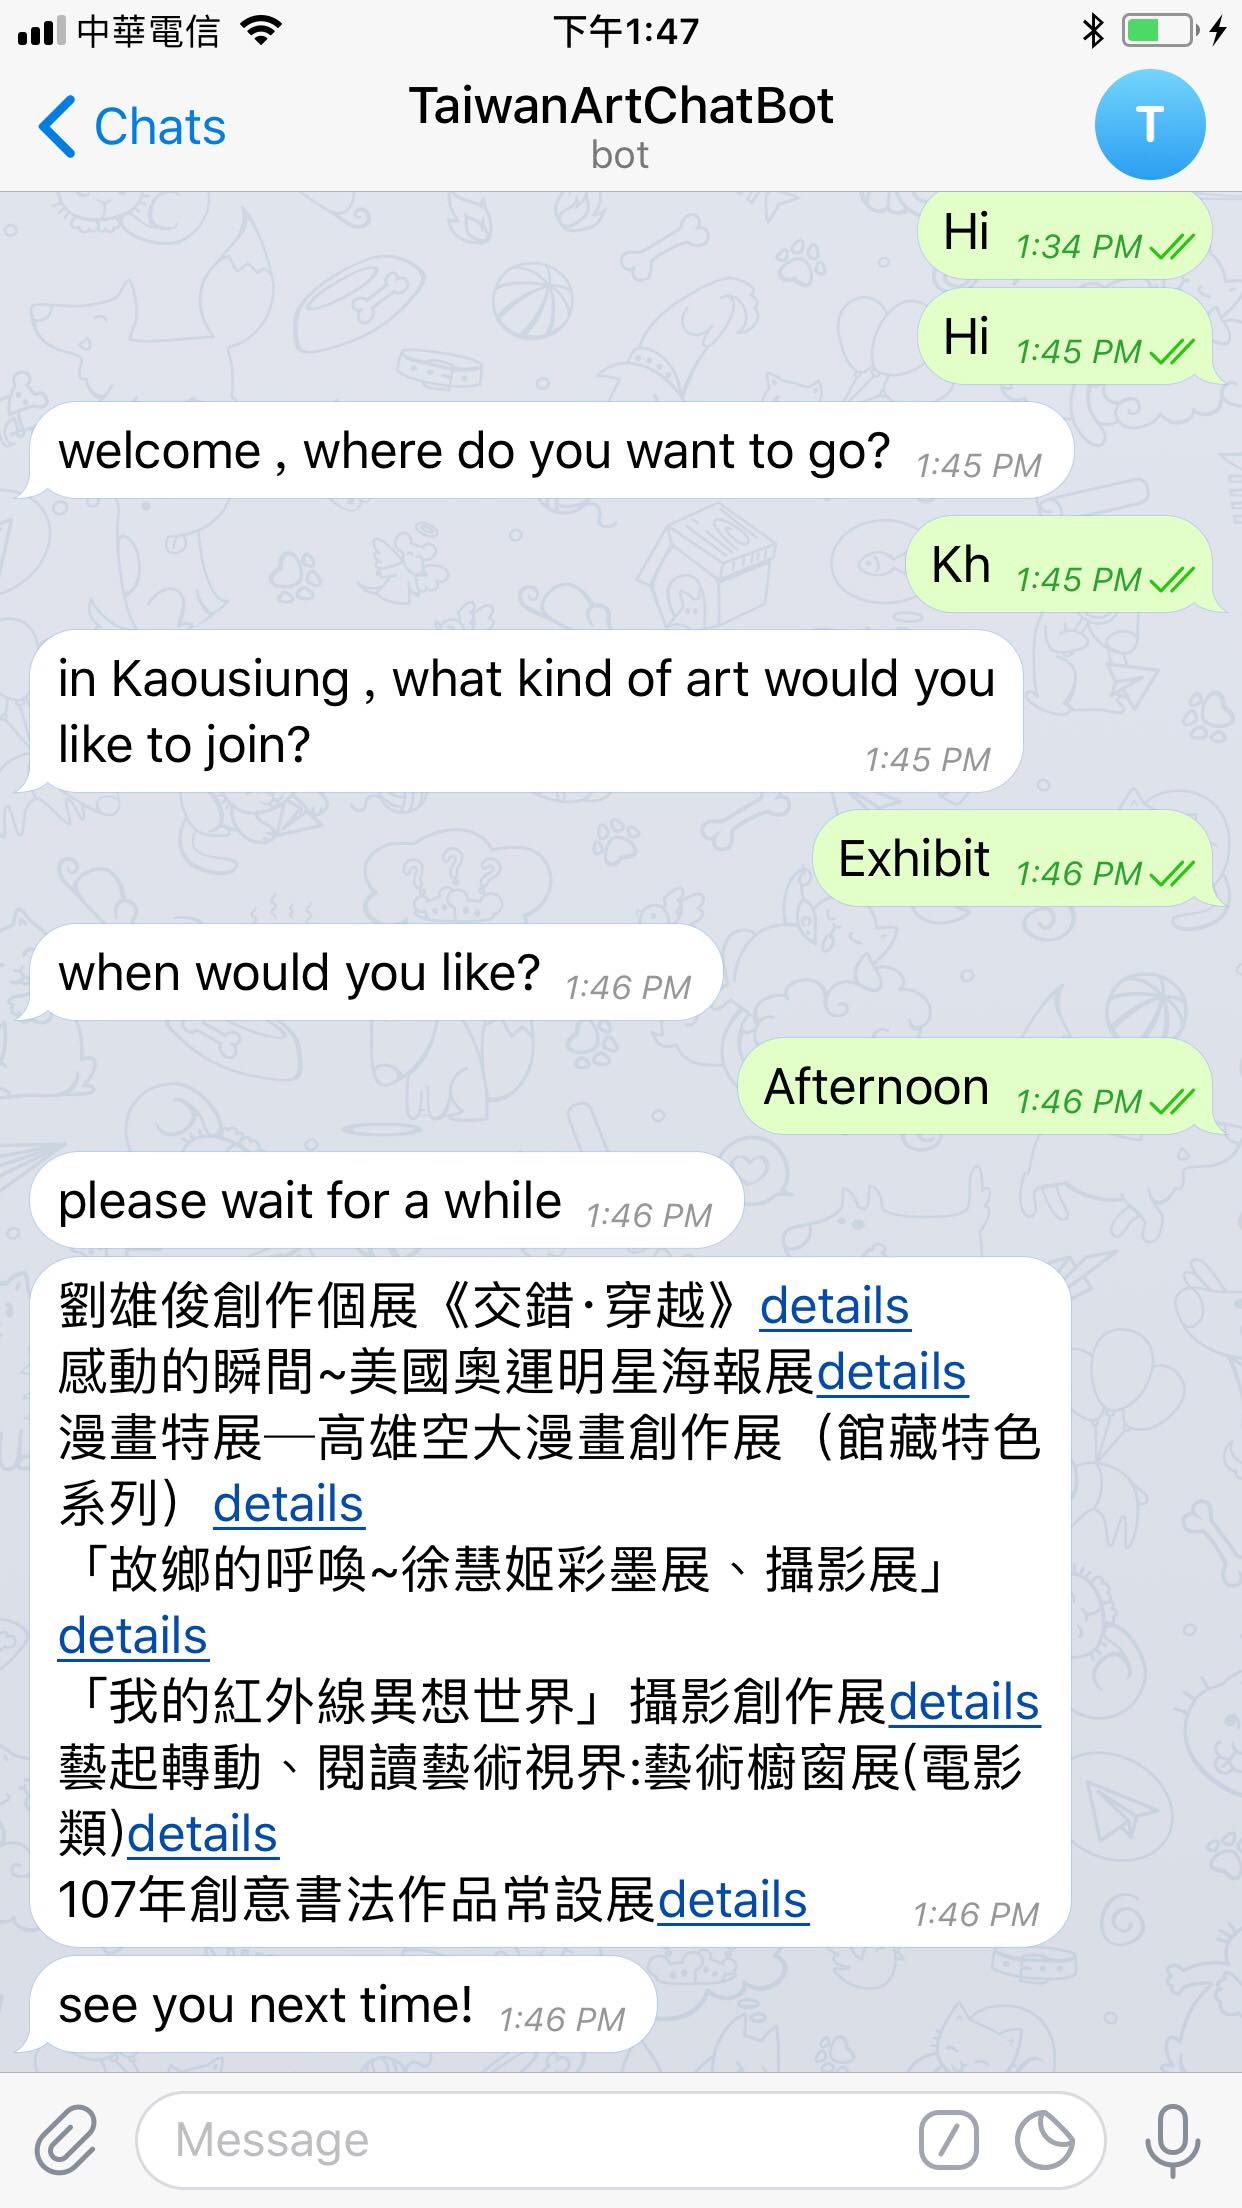 中華電信 下午1:47
Chats TaiwanArtChatBot T
bot
Hi 1:34 PM
Hi 1:45 PM
welcome , where do you want to go? 1:45 PM
Kh 1:45 PM
in Kaousiung , what kind of art would you
like to join? 1:45 PM
Exhibit 1:46 PM
when would you like? 1:46 PM
Afternoon 1:46 PM
please wait for a while 1:46 PM
劉雄俊創作個展《交錯·穿越》details
感動的瞬間~美國奧運明星海報展details
漫畫特展—高雄空大漫畫創作展（館藏特色
系列）details
「故鄉的呼喚~徐慧姬彩墨展、攝影展」
details
「我的紅外線異想世界」攝影創作展details
藝起轉動、閱讀藝術視界:藝術櫥窗展(電影
類)details
107年創意書法作品常設展details 1:46 PM
see you next time! 1:46 PM
Message